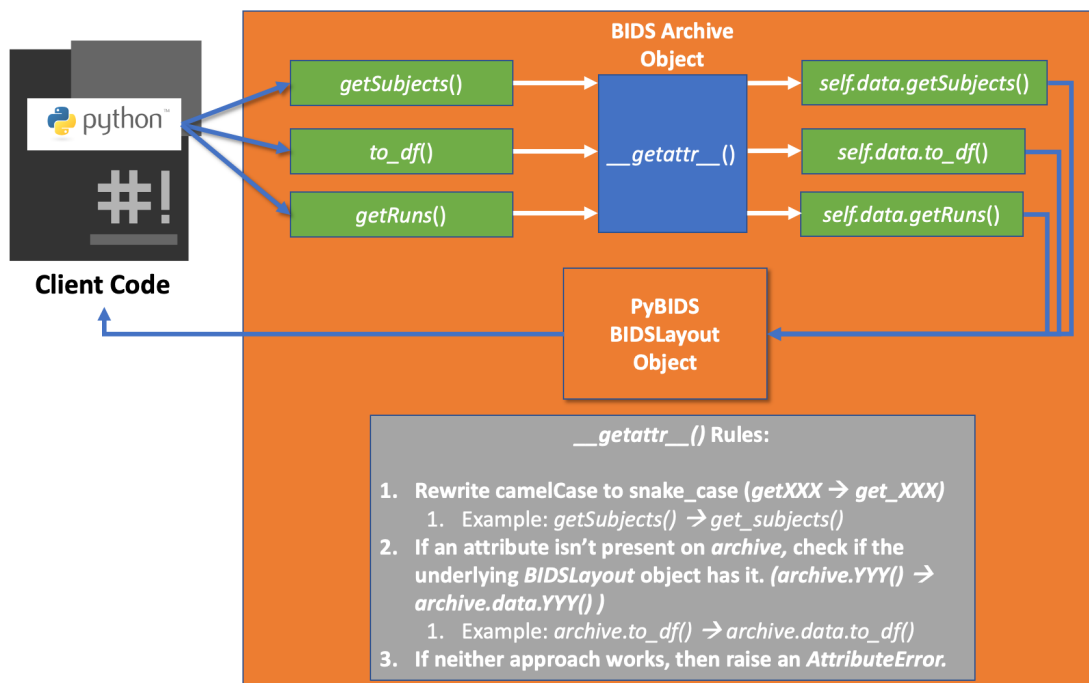 BIDS Archive
Object
getSubjects()
__getattr__()
self.data.getSubjects()
python™
to_df()
self.data.to_df()
#!
getRuns()
self.data.getRuns()
Client Code
PyBIDS
BIDSLayout
Object
__getattr__() Rules:
1. Rewrite camelCase to snake_case (getXXX → get_XXX)
1. Example: getSubjects() → get_subjects()
2. If an attribute isn't present on archive, check if the
underlying BIDSLayout object has it. (archive.YYY() →
archive.data.YYY() )
1. Example: archive.to_df() → archive.data.to_df()
3. If neither approach works, then raise an AttributeError.